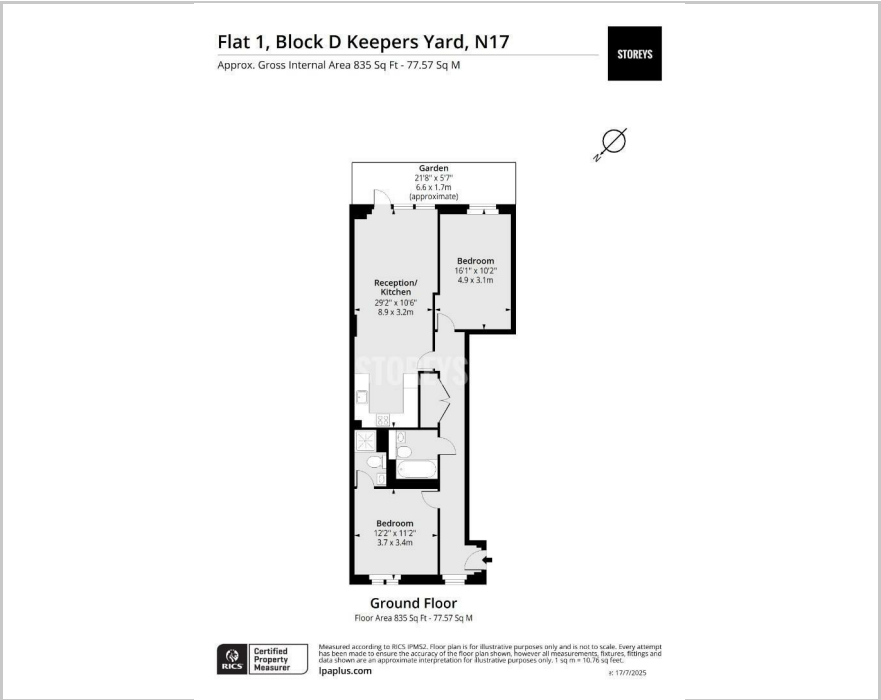 Flat 1, Block D Keepers Yard, N17
Approx. Gross Internal Area 835 Sq Ft - 77.57 Sq M
STOREYS
N
Garden
21'8" x 5'7"
6.6 x 1.7m
(approximate)
Bedroom
16'1" x 10'2"
4.9 x 3.1m
Reception/
Kitchen
29'2" x 10'6"
8.9 x 3.2m
STOREYS
Bedroom
12'2" x 11'2"
3.7 x 3.4m
Ground Floor
Floor Area 835 Sq Ft - 77.57 Sq M
RICS
Certified
Property
Measurer
Measured according to RICS IPMS2. Floor plan is for illustrative purposes only and is not to scale. Every attempt
has been made to ensure the accuracy of the floor plan shown, however all measurements, fixtures, fittings and
data shown are an approximate interpretation for illustrative purposes only. 1 sq m = 10.76 sq feet.
lpaplus.com
17/7/2025